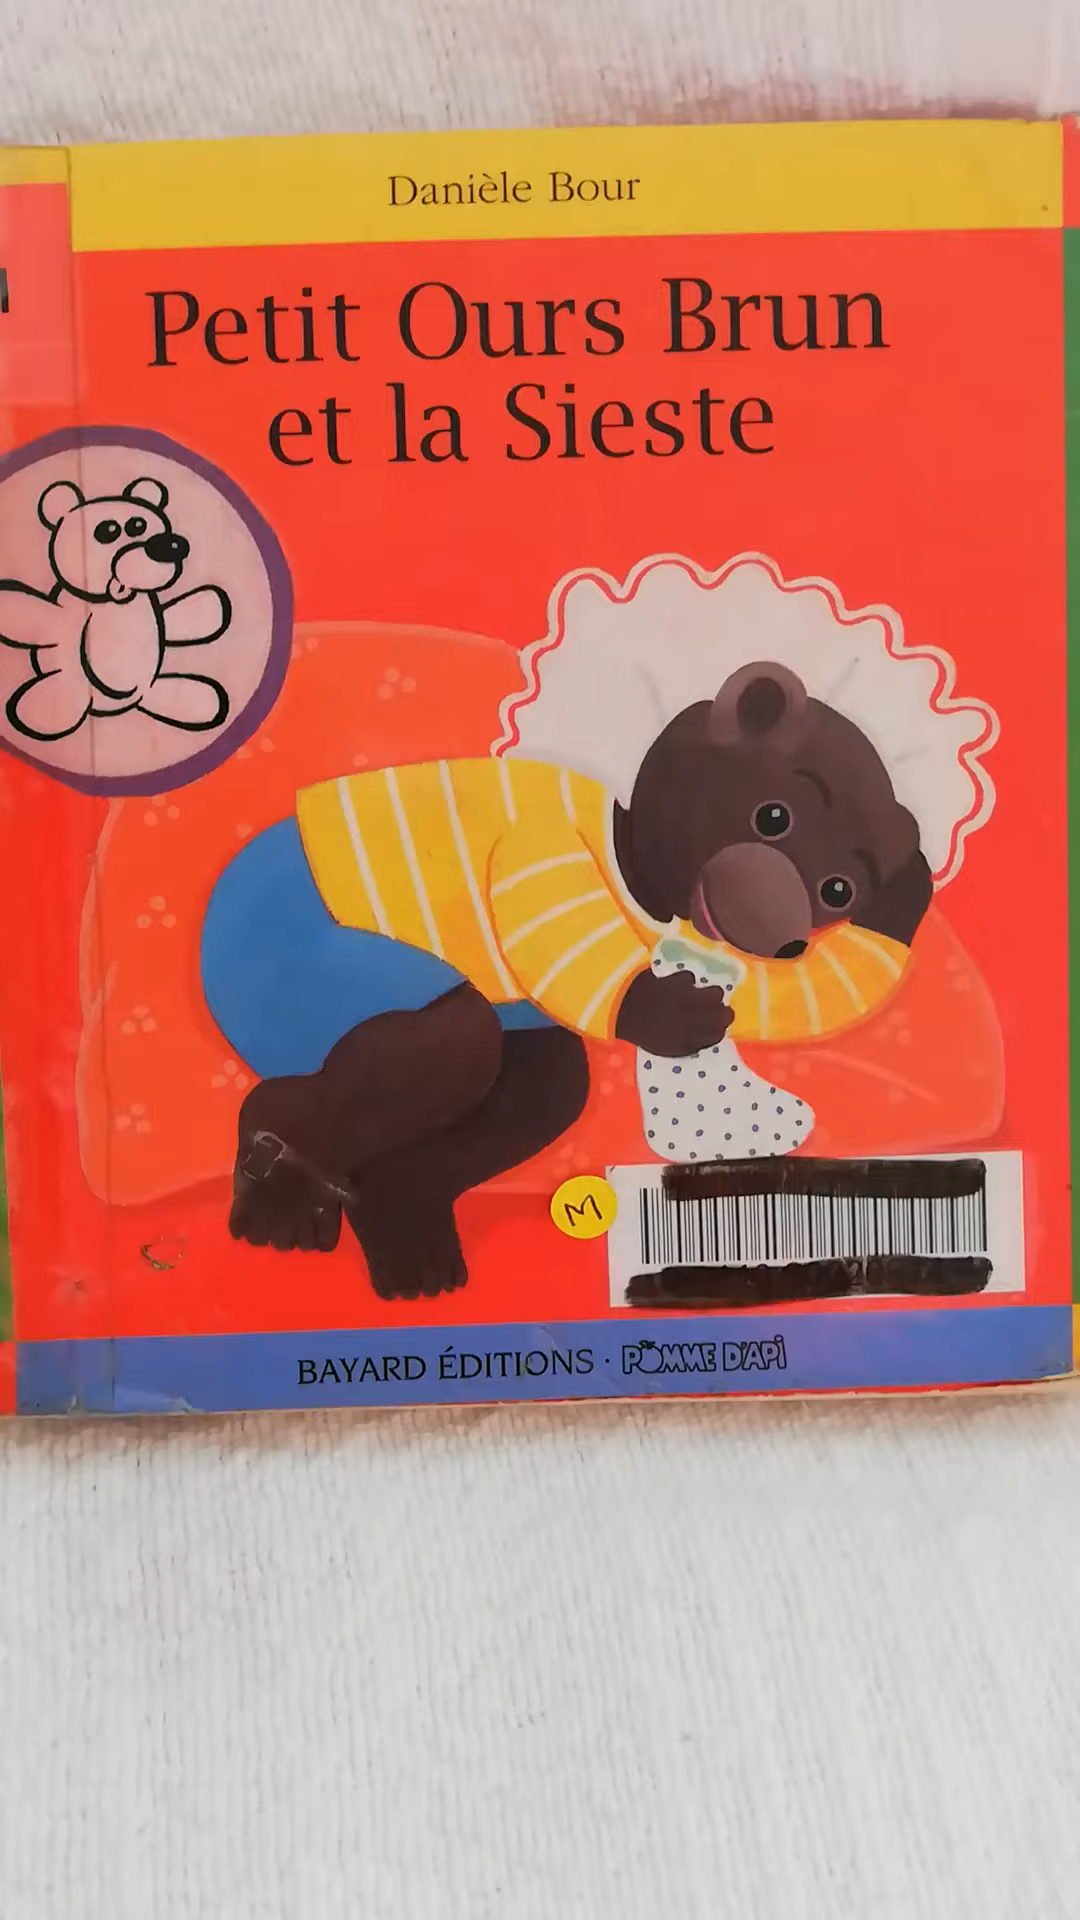 Danièle Bour
Petit Ours Brun
et la Sieste
M
BAYARD ÉDITIONS · POMME D'API